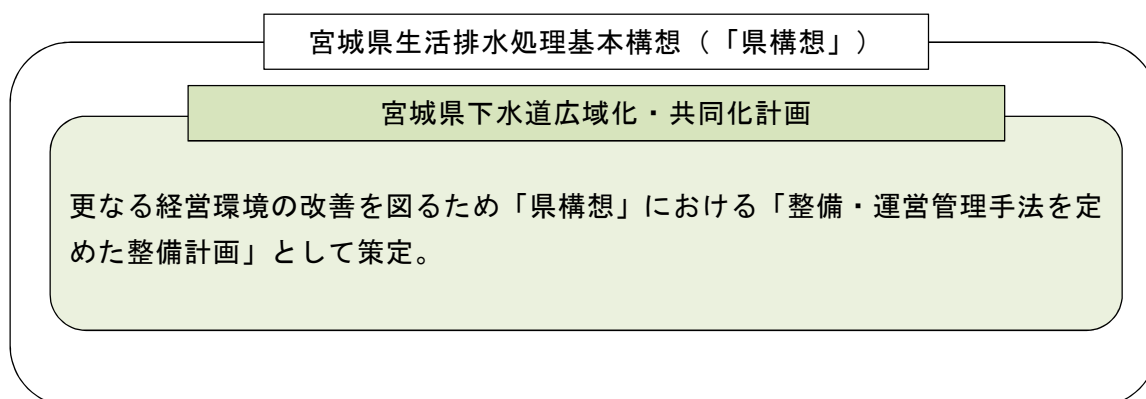 宮城県生活排水処理基本構想（「県構想」）
宮城県下水道広域化・共同化計画
更なる経営環境の改善を図るため「県構想」における「整備・運営管理手法を定
めた整備計画」として策定。